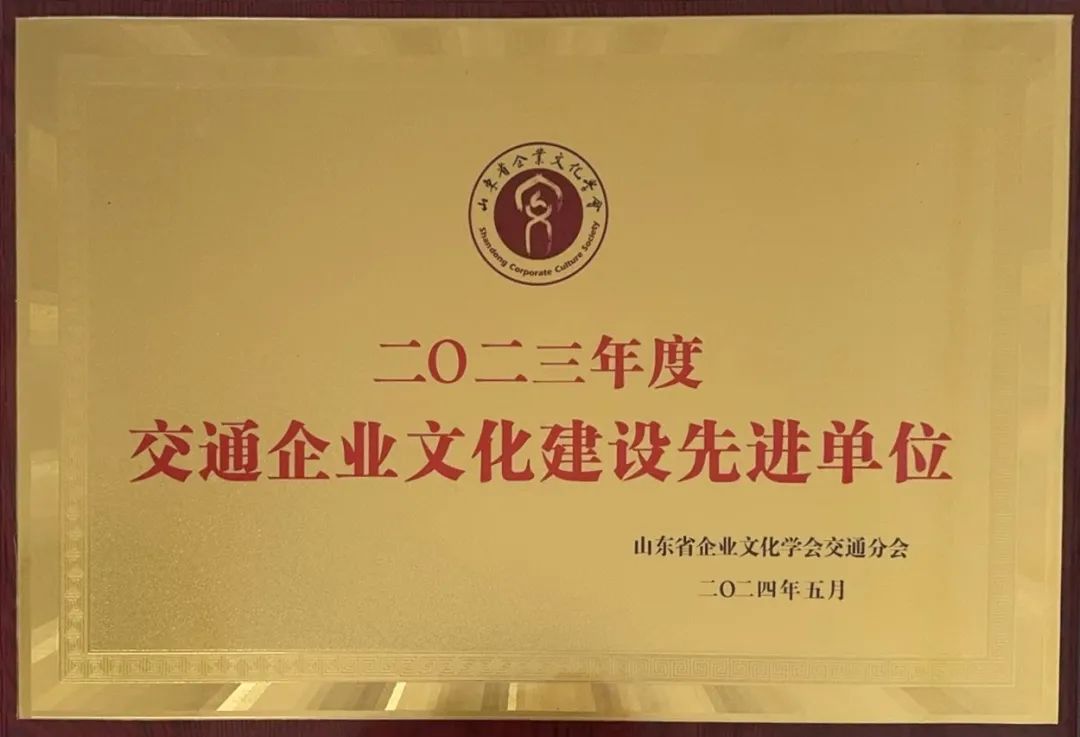 山东省企業文化学會
Shandong Corporate Culture Society
二〇二三年度
交通企业文化建设先进单位
山东省企业文化学会交通分会
二〇二四年五月